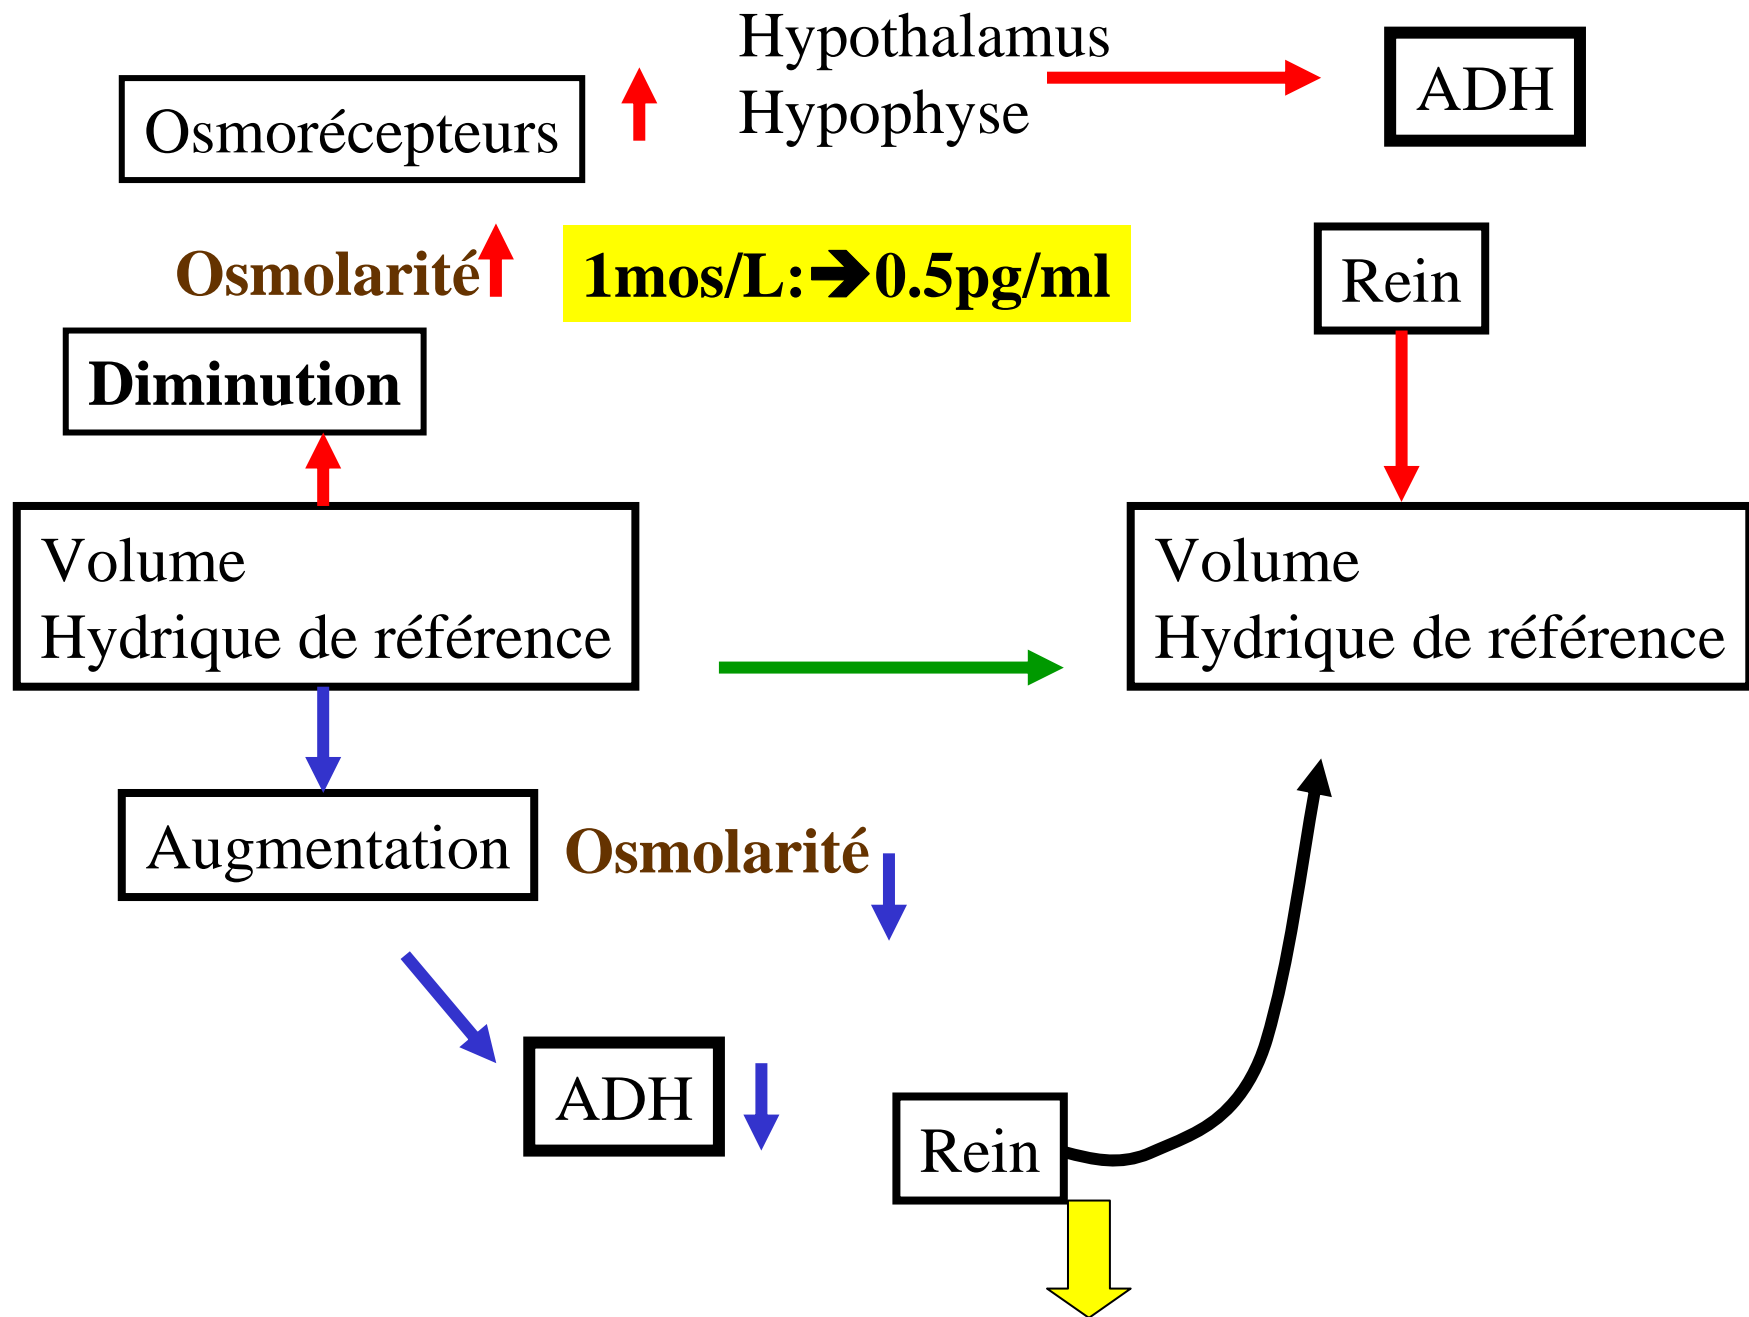 Hypothalamus
Hypophyse
ADH
Osmorécepteurs
Osmolarité
1mos/L:➔0.5pg/ml
Rein
Diminution
Volume
Hydrique de référence
Volume
Hydrique de référence
Augmentation
Osmolarité
ADH
Rein